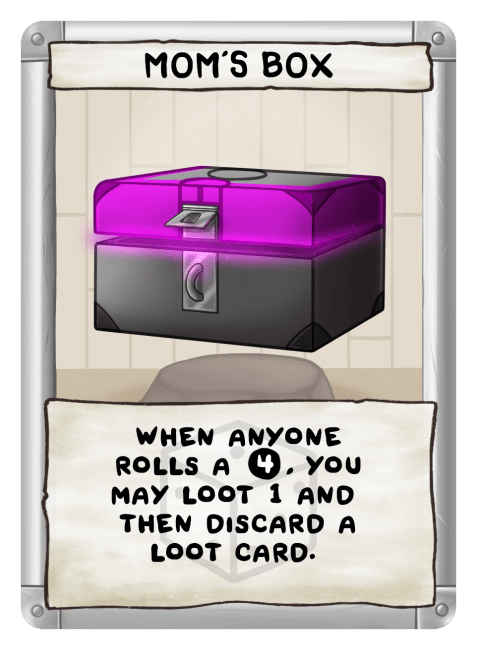 MOM'S BOX
WHEN ANYONE
ROLLS A 4, YOU
MAY LOOT 1 AND
THEN DISCARD A
LOOT CARD.